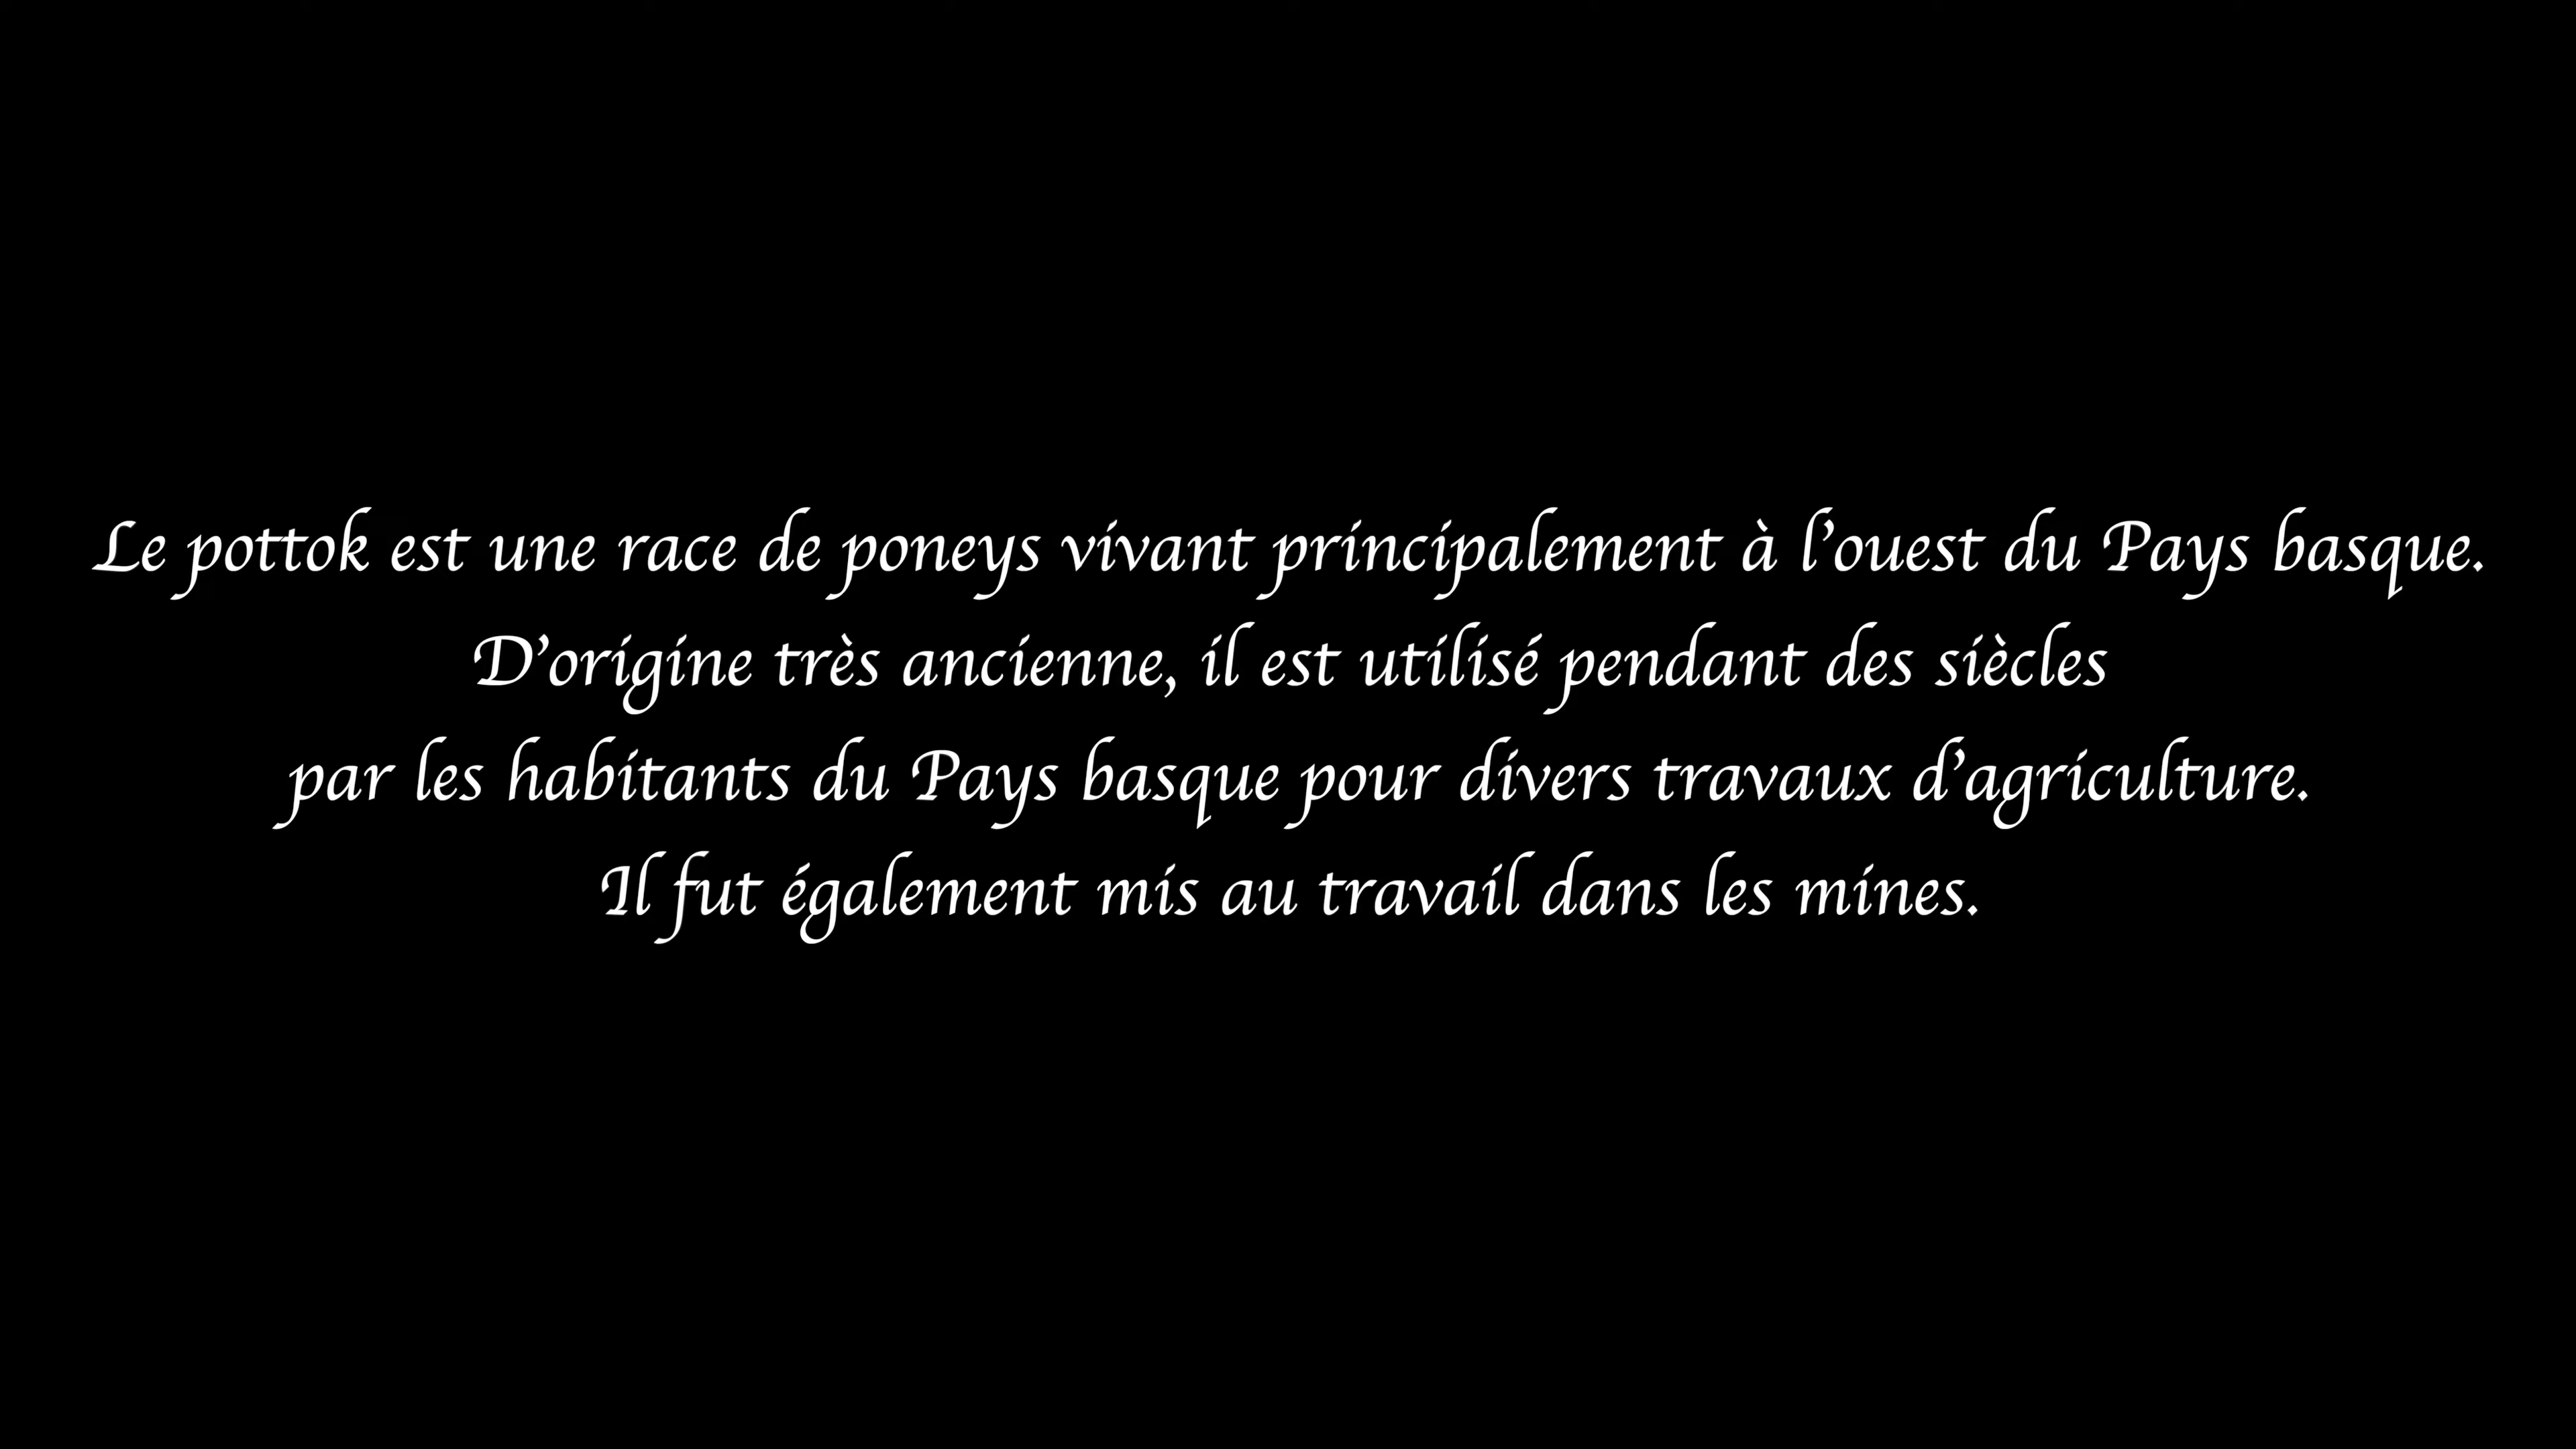 Le pottok est une race de poneys vivant principalement à l’ouest du Pays basque.
D’origine très ancienne, il est utilisé pendant des siècles
par les habitants du Pays basque pour divers travaux d’agriculture.
Il fut également mis au travail dans les mines.